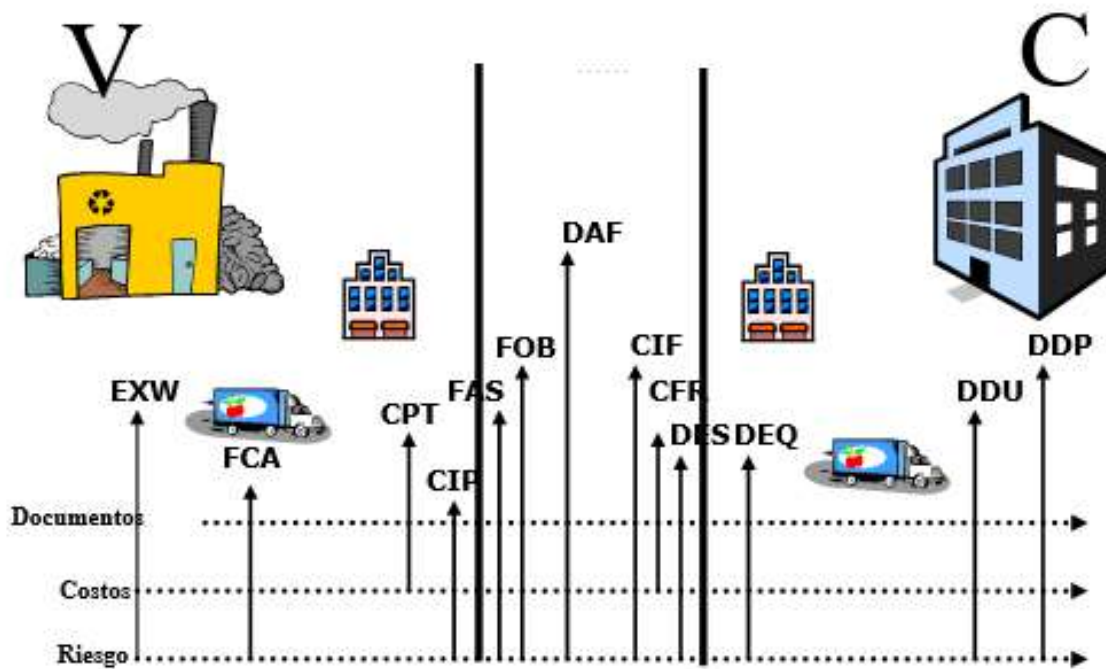 V
C
DAF
FOB
CIF
DDP
EXW
FAS
CFR
DDU
CPT
DES
DEQ
FCA
CIP
Documentos
Costos
Riesgo